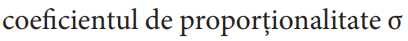 coeficientul de proporționalitate σ